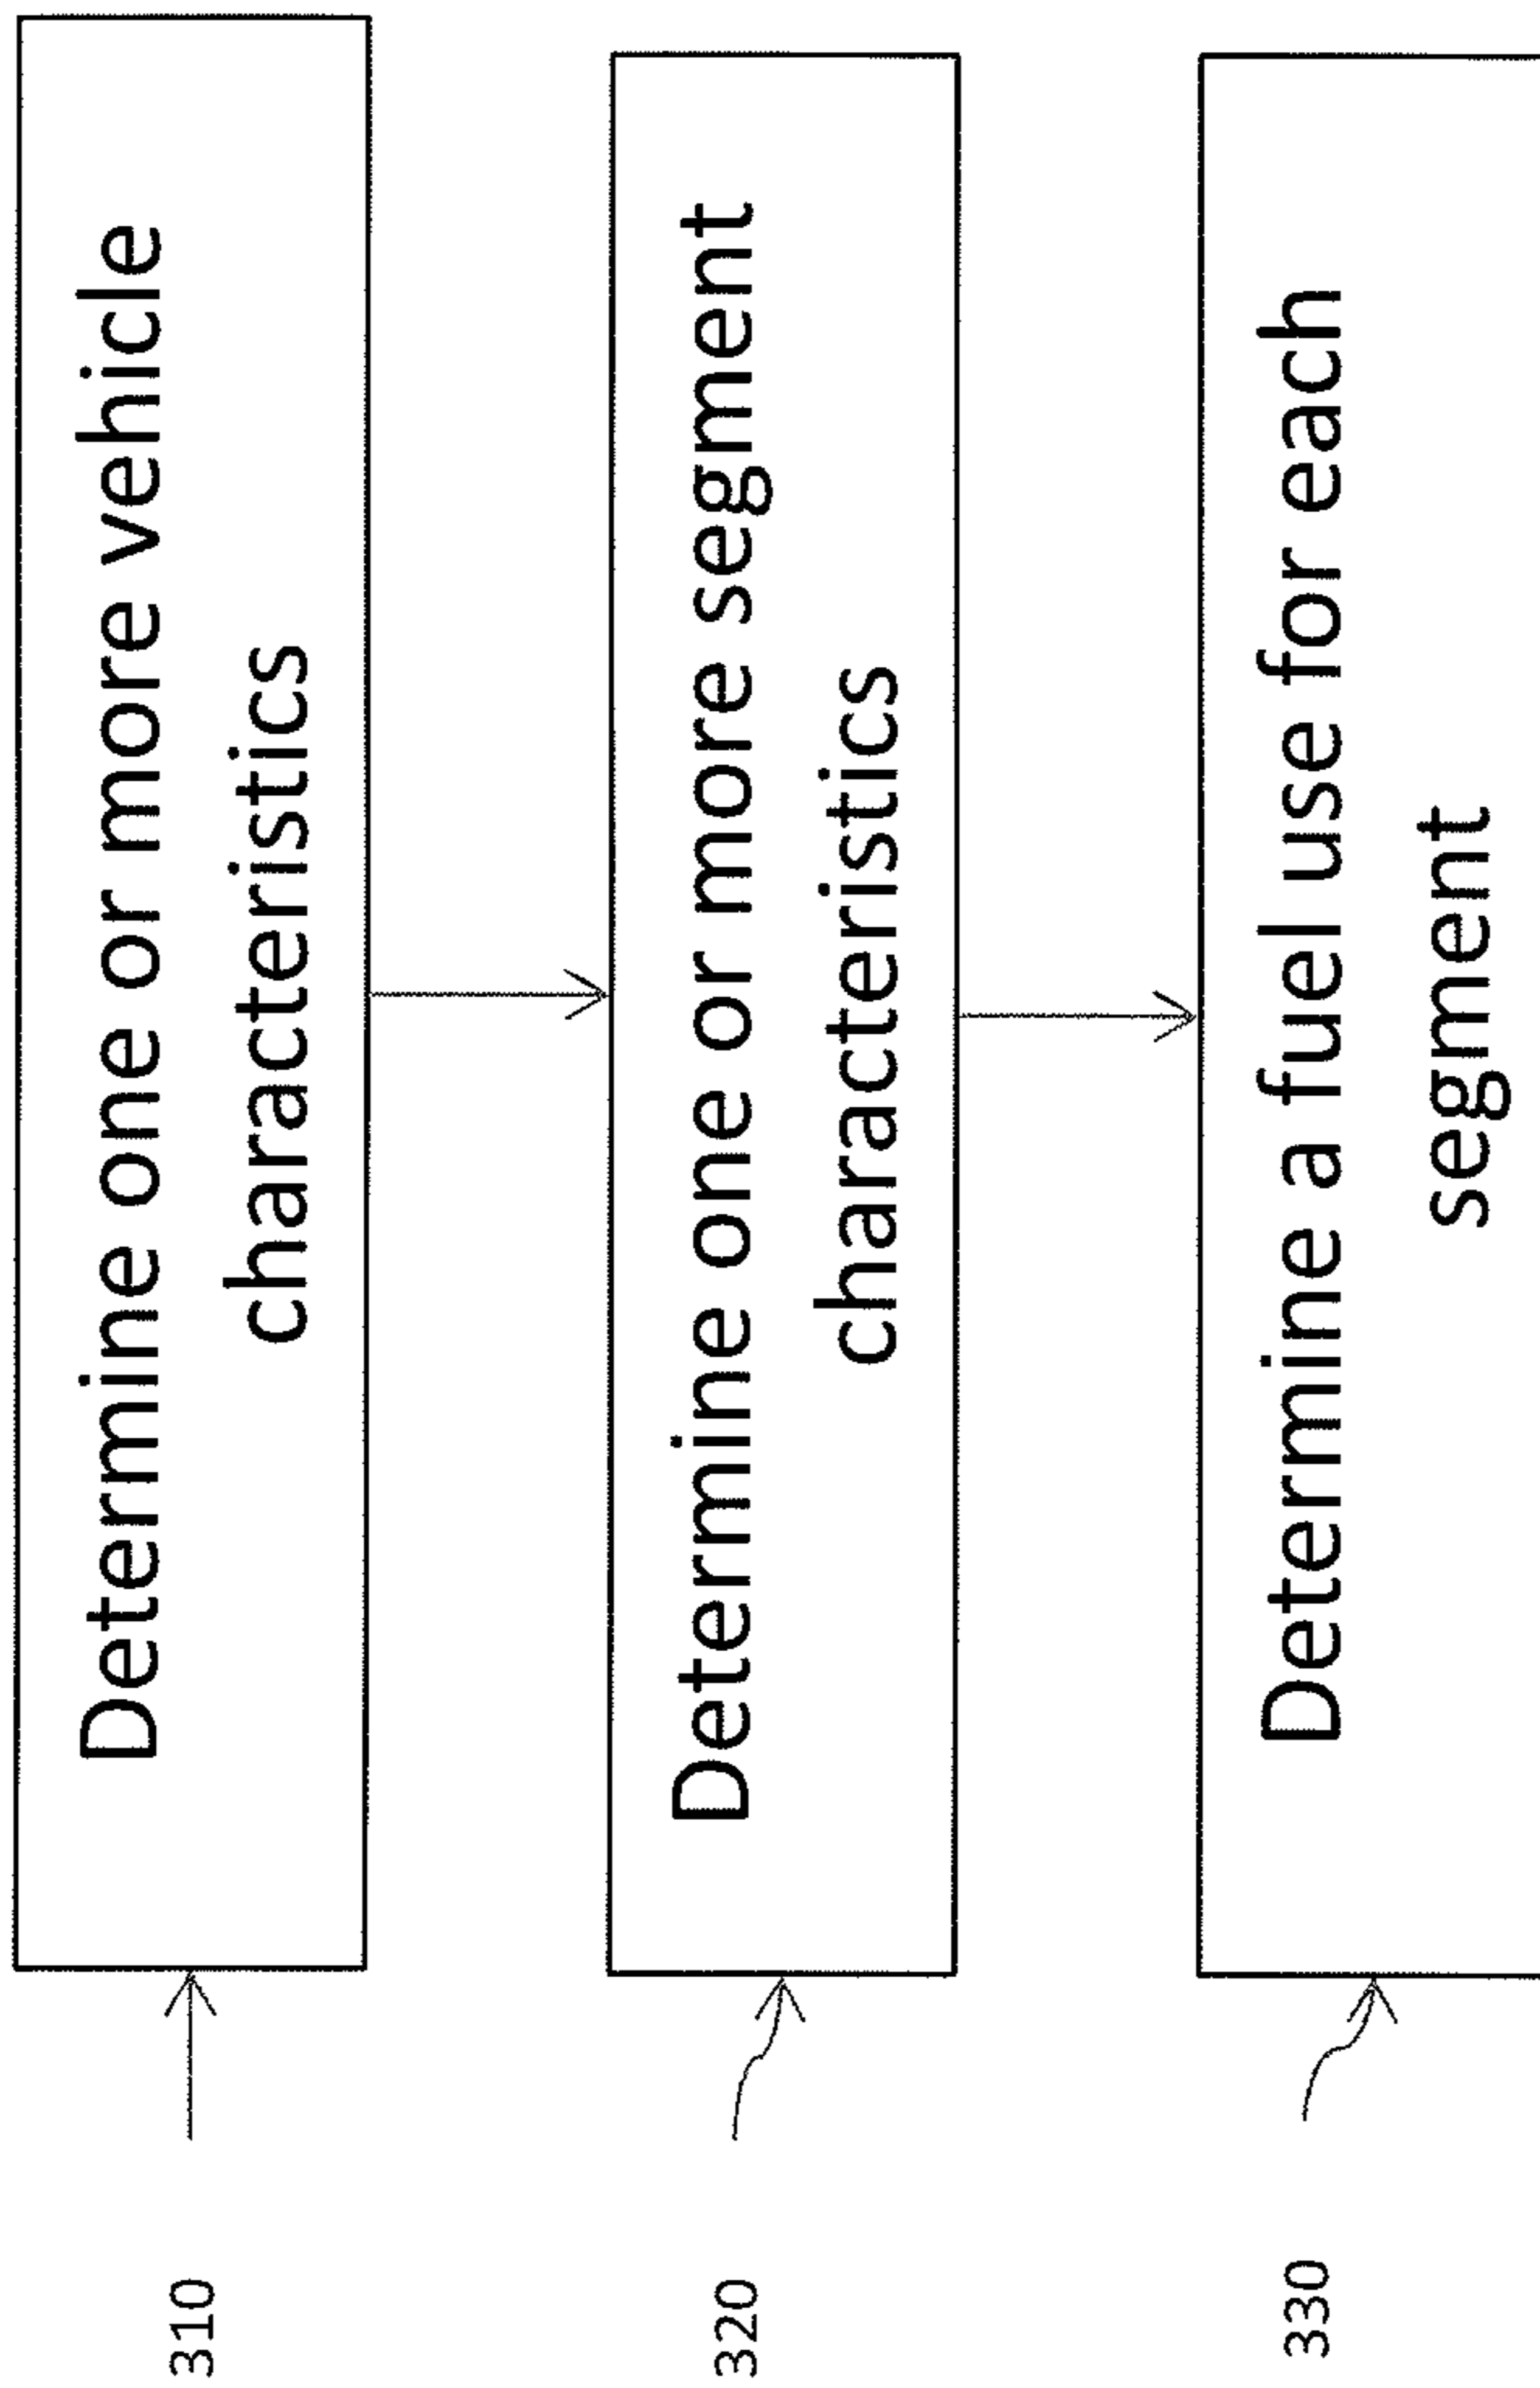 310
Determine one or more vehicle
characteristics
320
Determine one or more segment
characteristics
330
Determine a fuel use for each
segment